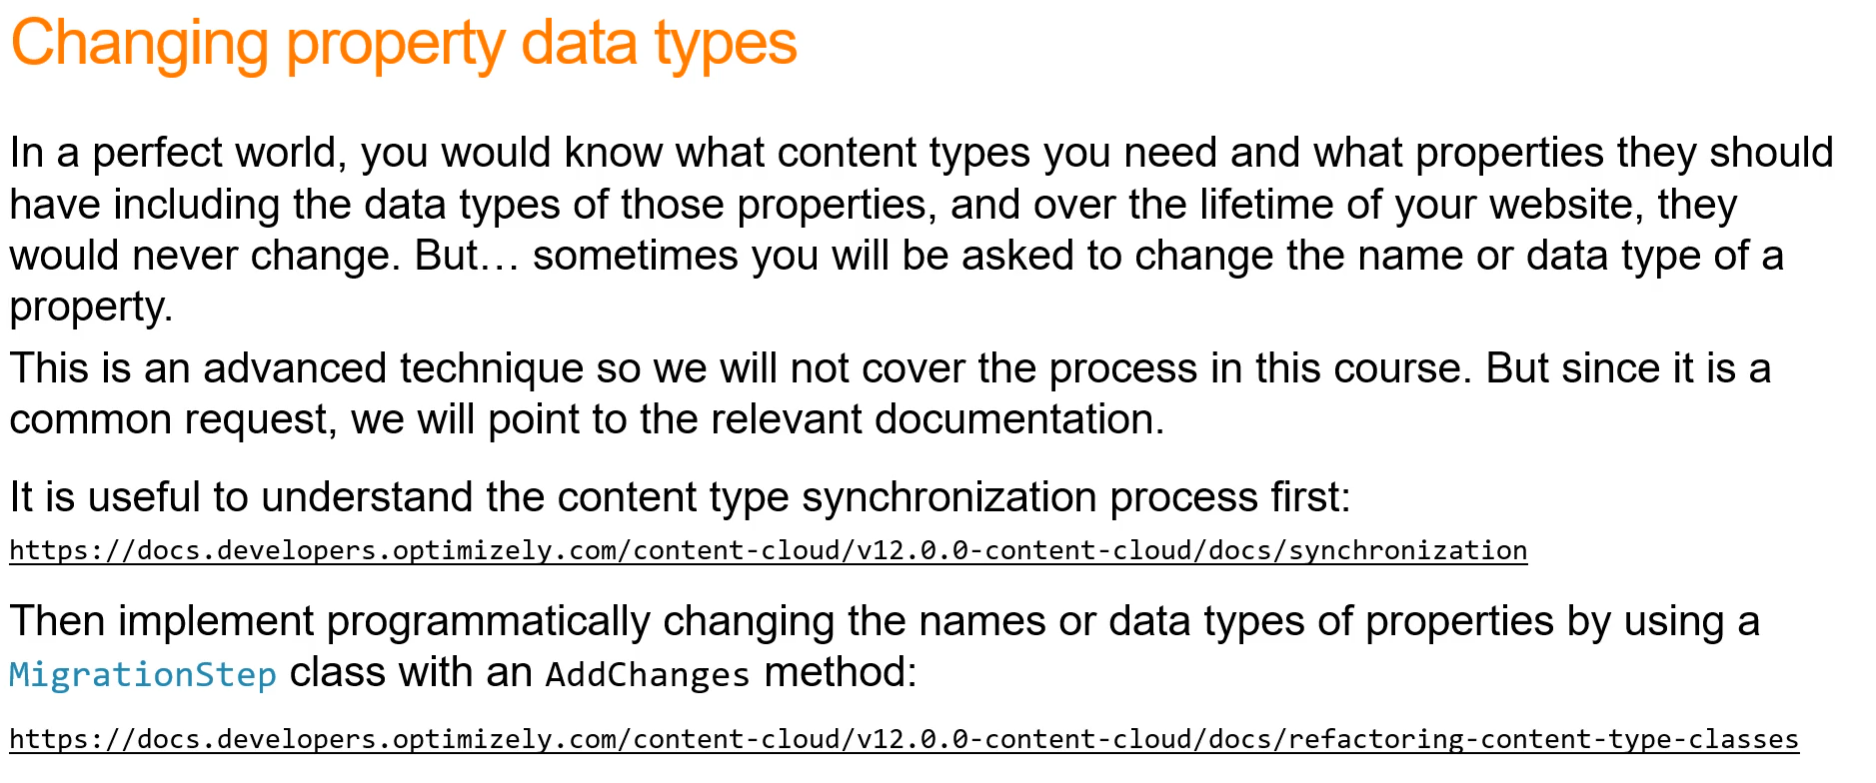 Changing property data types
In a perfect world, you would know what content types you need and what properties they should
have including the data types of those properties, and over the lifetime of your website, they
would never change. But… sometimes you will be asked to change the name or data type of a
property.
This is an advanced technique so we will not cover the process in this course. But since it is a
common request, we will point to the relevant documentation.
It is useful to understand the content type synchronization process first:
https://docs.developers.optimizely.com/content-cloud/v12.0.0-content-cloud/docs/synchronization
Then implement programmatically changing the names or data types of properties by using a
MigrationStep class with an AddChanges method:
https://docs.developers.optimizely.com/content-cloud/v12.0.0-content-cloud/docs/refactoring-content-type-classes